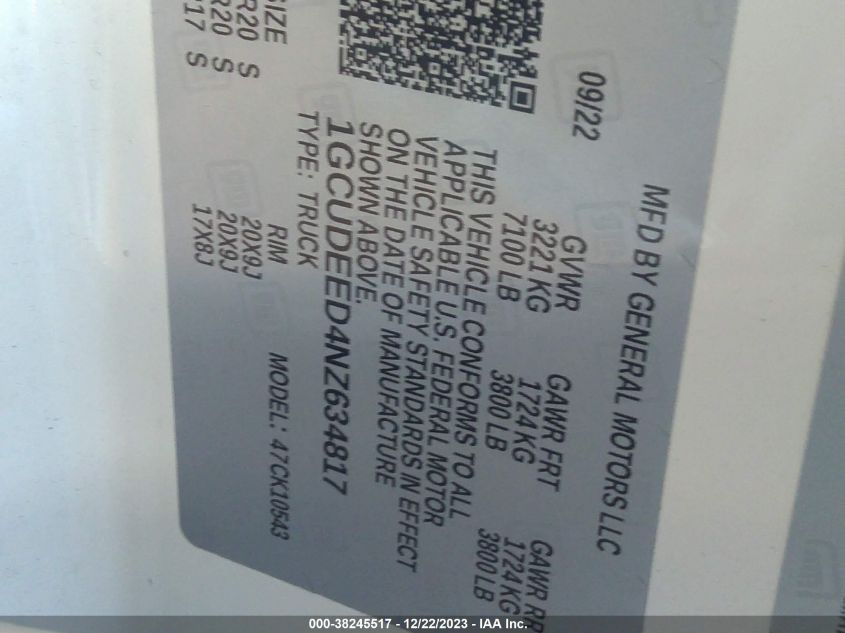 MFD BY GENERAL MOTORS LLC
09/22
GVWR GAWR FRT GAWR RR
3221 KG 1724 KG 1724 KG
7100 LB 3800 LB 3800 LB
THIS VEHICLE CONFORMS TO ALL
APPLICABLE U.S. FEDERAL MOTOR
VEHICLE SAFETY STANDARDS IN EFFECT
ON THE DATE OF MANUFACTURE
SHOWN ABOVE.
1GCUDEED4NZ634817
TYPE: TRUCK MODEL: 47CK10543
SIZE RIM
R20 S 20X9J
R20 S 20X9J
17 S 17X8J
000-38245517 - 12/22/2023 - IAA Inc.